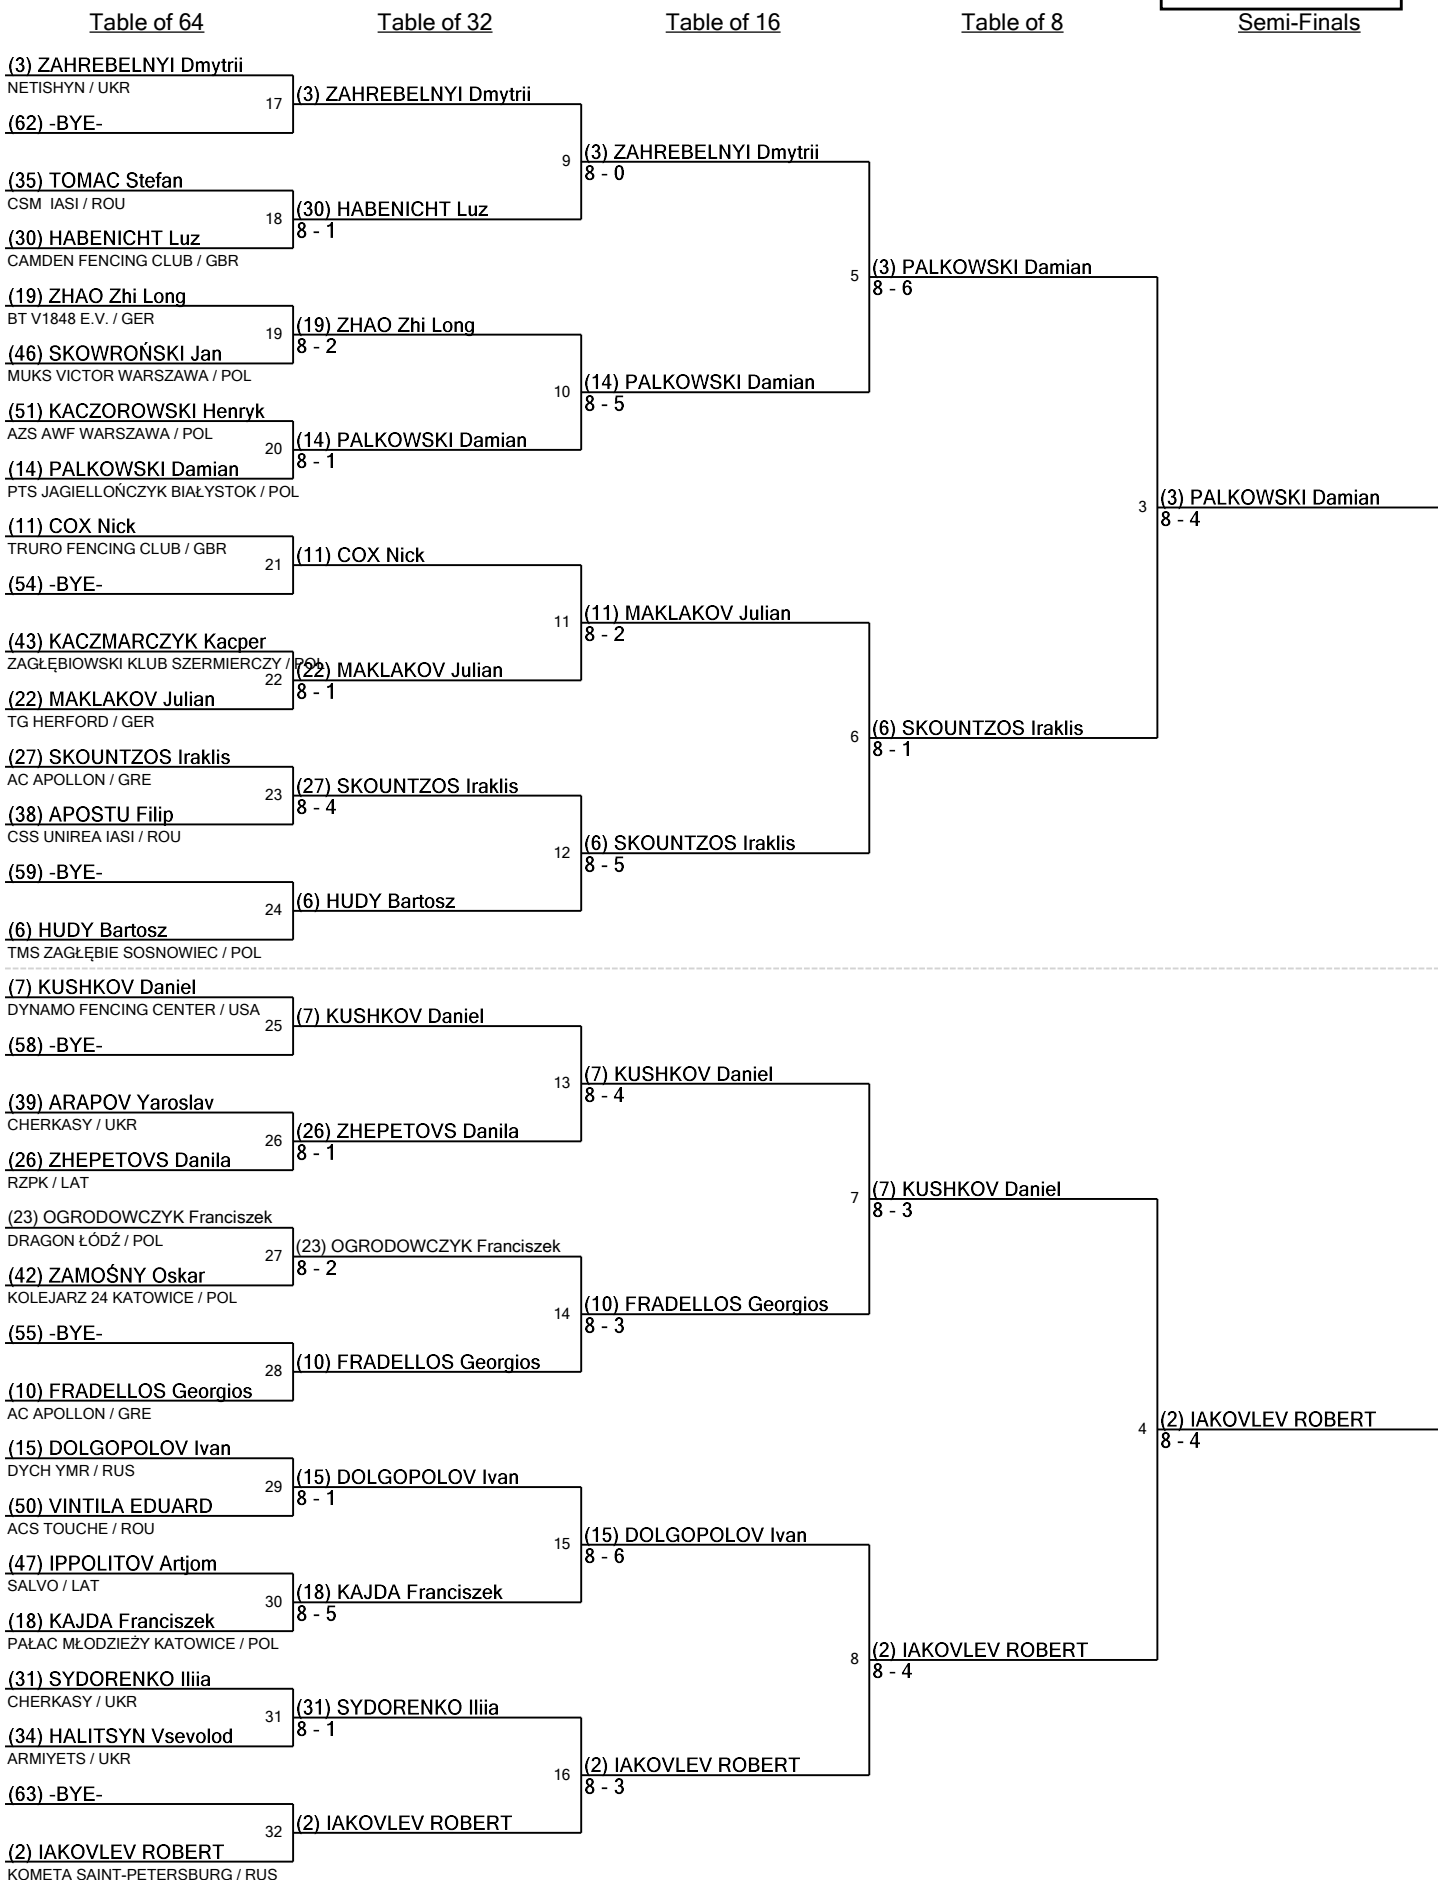 Table of 64
Table of 32
Table of 16
Table of 8
Semi-Finals
(3) ZAHREBELNYI Dmytrii
NETISHYN / UKR
17
(62) -BYE-
(35) TOMAC Stefan
CSM IASI / ROU
18
(30) HABENICHT Luz
CAMDEN FENCING CLUB / GBR
(19) ZHAO Zhi Long
BT V1848 E.V. / GER
19
(46) SKOWROŃSKI Jan
MUKS VICTOR WARSZAWA / POL
(51) KACZOROWSKI Henryk
AZS AWF WARSZAWA / POL
20
(14) PALKOWSKI Damian
PTS JAGIELLOŃCZYK BIAŁYSTOK / POL
(11) COX Nick
TRURO FENCING CLUB / GBR
21
(54) -BYE-
(43) KACZMARCZYK Kacper
ZAGŁĘBIOWSKI KLUB SZERMIERCZY / POL
22
(22) MAKLAKOV Julian
TG HERFORD / GER
(27) SKOUNTZOS Iraklis
AC APOLLON / GRE
23
(38) APOSTU Filip
CSS UNIREA IASI / ROU
(59) -BYE-
24
(6) HUDY Bartosz
TMS ZAGŁĘBIE SOSNOWIEC / POL
(7) KUSHKOV Daniel
DYNAMO FENCING CENTER / USA
25
(58) -BYE-
(39) ARAPOV Yaroslav
CHERKASY / UKR
26
(26) ZHEPETOVS Danila
RZPK / LAT
(23) OGRODOWCZYK Franciszek
DRAGON ŁÓDŹ / POL
27
(42) ZAMOŚNY Oskar
KOLEJARZ 24 KATOWICE / POL
(55) -BYE-
28
(10) FRADELLOS Georgios
AC APOLLON / GRE
(15) DOLGOPOLOV Ivan
DYCH YMR / RUS
29
(50) VINTILA EDUARD
ACS TOUCHE / ROU
(47) IPPOLITOV Artjom
SALVO / LAT
30
(18) KAJDA Franciszek
PAŁAC MŁODZIEŻY KATOWICE / POL
(31) SYDORENKO Iliia
CHERKASY / UKR
31
(34) HALITSYN Vsevolod
ARMIYETS / UKR
(63) -BYE-
32
(2) IAKOVLEV ROBERT
KOMETA SAINT-PETERSBURG / RUS
(3) ZAHREBELNYI Dmytrii
9
(30) HABENICHT Luz
8 - 1
(19) ZHAO Zhi Long
8 - 2
10
(14) PALKOWSKI Damian
8 - 1
(11) COX Nick
11
(22) MAKLAKOV Julian
8 - 1
(27) SKOUNTZOS Iraklis
8 - 4
12
(6) HUDY Bartosz
(7) KUSHKOV Daniel
13
(26) ZHEPETOVS Danila
8 - 1
(23) OGRODOWCZYK Franciszek
8 - 2
14
(10) FRADELLOS Georgios
(15) DOLGOPOLOV Ivan
8 - 1
15
(18) KAJDA Franciszek
8 - 5
(31) SYDORENKO Iliia
8 - 1
16
(2) IAKOVLEV ROBERT
(3) ZAHREBELNYI Dmytrii
8 - 0
5
(14) PALKOWSKI Damian
8 - 5
(11) MAKLAKOV Julian
8 - 2
6
(6) SKOUNTZOS Iraklis
8 - 5
(7) KUSHKOV Daniel
8 - 4
7
(10) FRADELLOS Georgios
8 - 3
(15) DOLGOPOLOV Ivan
8 - 6
8
(2) IAKOVLEV ROBERT
8 - 3
(3) PALKOWSKI Damian
8 - 6
3
(6) SKOUNTZOS Iraklis
8 - 1
(7) KUSHKOV Daniel
8 - 3
4
(2) IAKOVLEV ROBERT
8 - 4
(3) PALKOWSKI Damian
8 - 4
(2) IAKOVLEV ROBERT
8 - 4